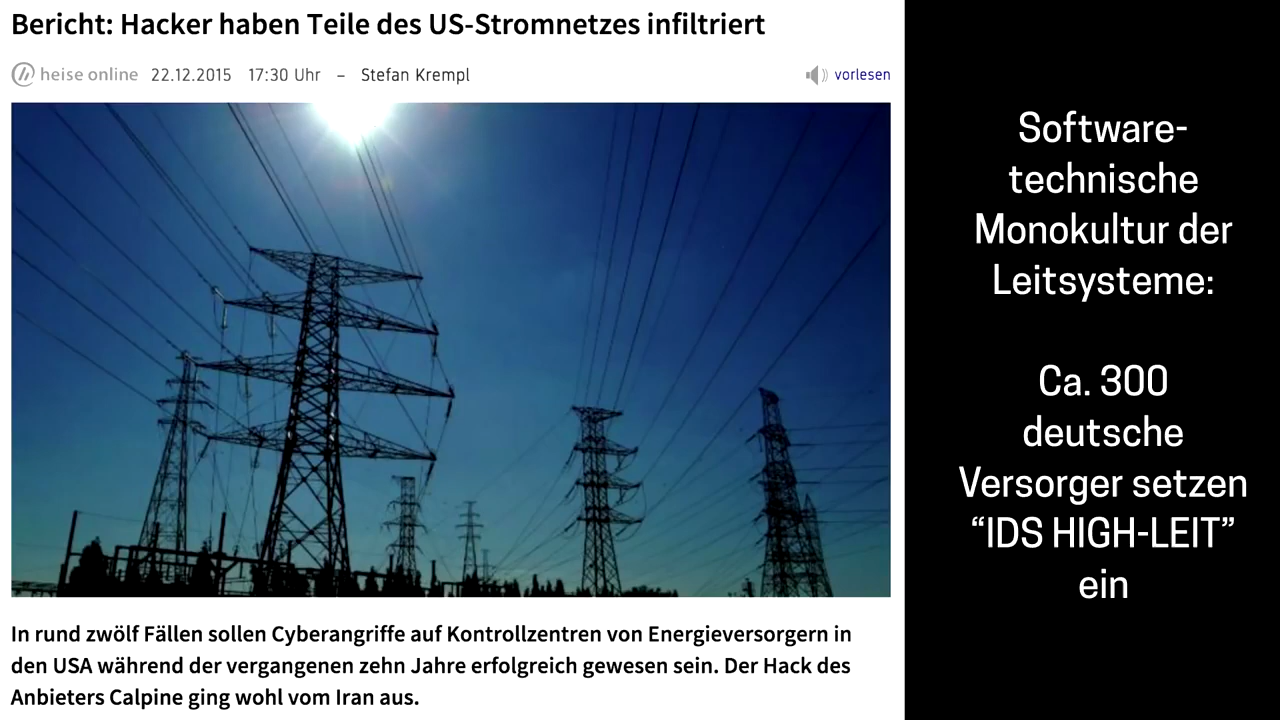 Bericht: Hacker haben Teile des US-Stromnetzes infiltriert
heise online 22.12.2015 17:30 Uhr – Stefan Krempl
vorlesen
In rund zwölf Fällen sollen Cyberangriffe auf Kontrollzentren von Energieversorgern in
den USA während der vergangenen zehn Jahre erfolgreich gewesen sein. Der Hack des
Anbieters Calpine ging wohl vom Iran aus.
Software-
technische
Monokultur der
Leitsysteme:
Ca. 300
deutsche
Versorger setzen
“IDS HIGH-LEIT”
ein